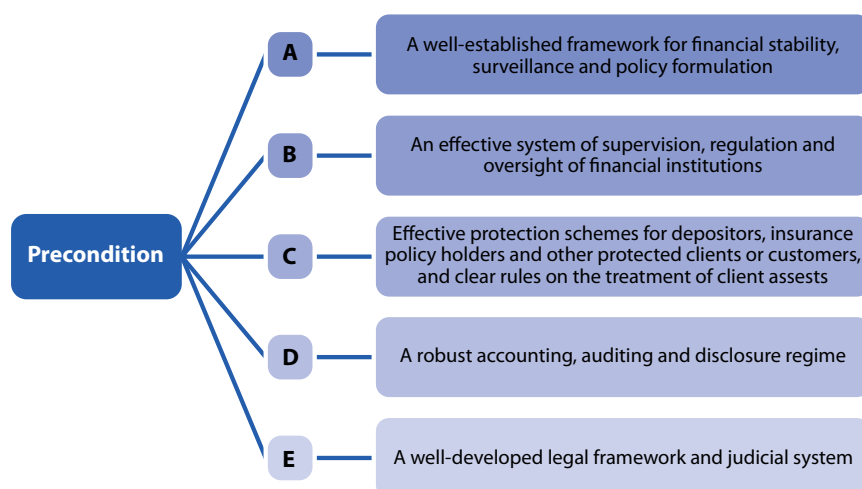 Precondition
A
A well-established framework for financial stability,
surveillance and policy formulation
B
An effective system of supervision, regulation and
oversight of financial institutions
C
Effective protection schemes for depositors, insurance
policy holders and other protected clients or customers,
and clear rules on the treatment of client assests
D
A robust accounting, auditing and disclosure regime
E
A well-developed legal framework and judicial system